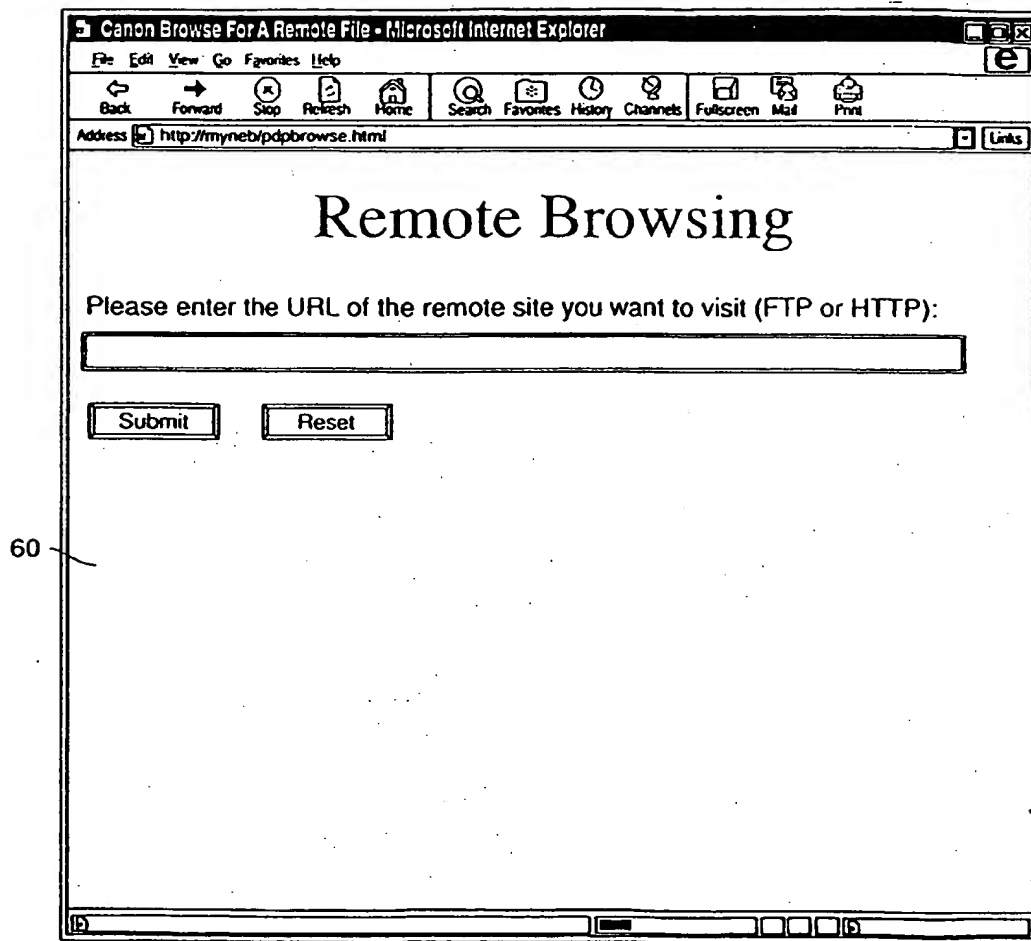 Canon Browse For A Remote File - Microsoft Internet Explorer
File Edit View Go Favorites Help
e
Back Forward Stop Refresh Home Search Favorites History Channels Fullscreen Mail Print
Address http://myneb/pdpbrowse.html Links
Remote Browsing
Please enter the URL of the remote site you want to visit (FTP or HTTP):
Submit Reset
60